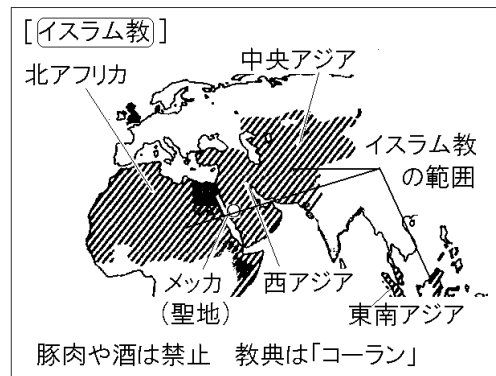 [イスラム教]
中央アジア
北アフリカ
イスラム教
の範囲
メッカ
(聖地)
西アジア
東南アジア
豚肉や酒は禁止 教典は「コーラン」